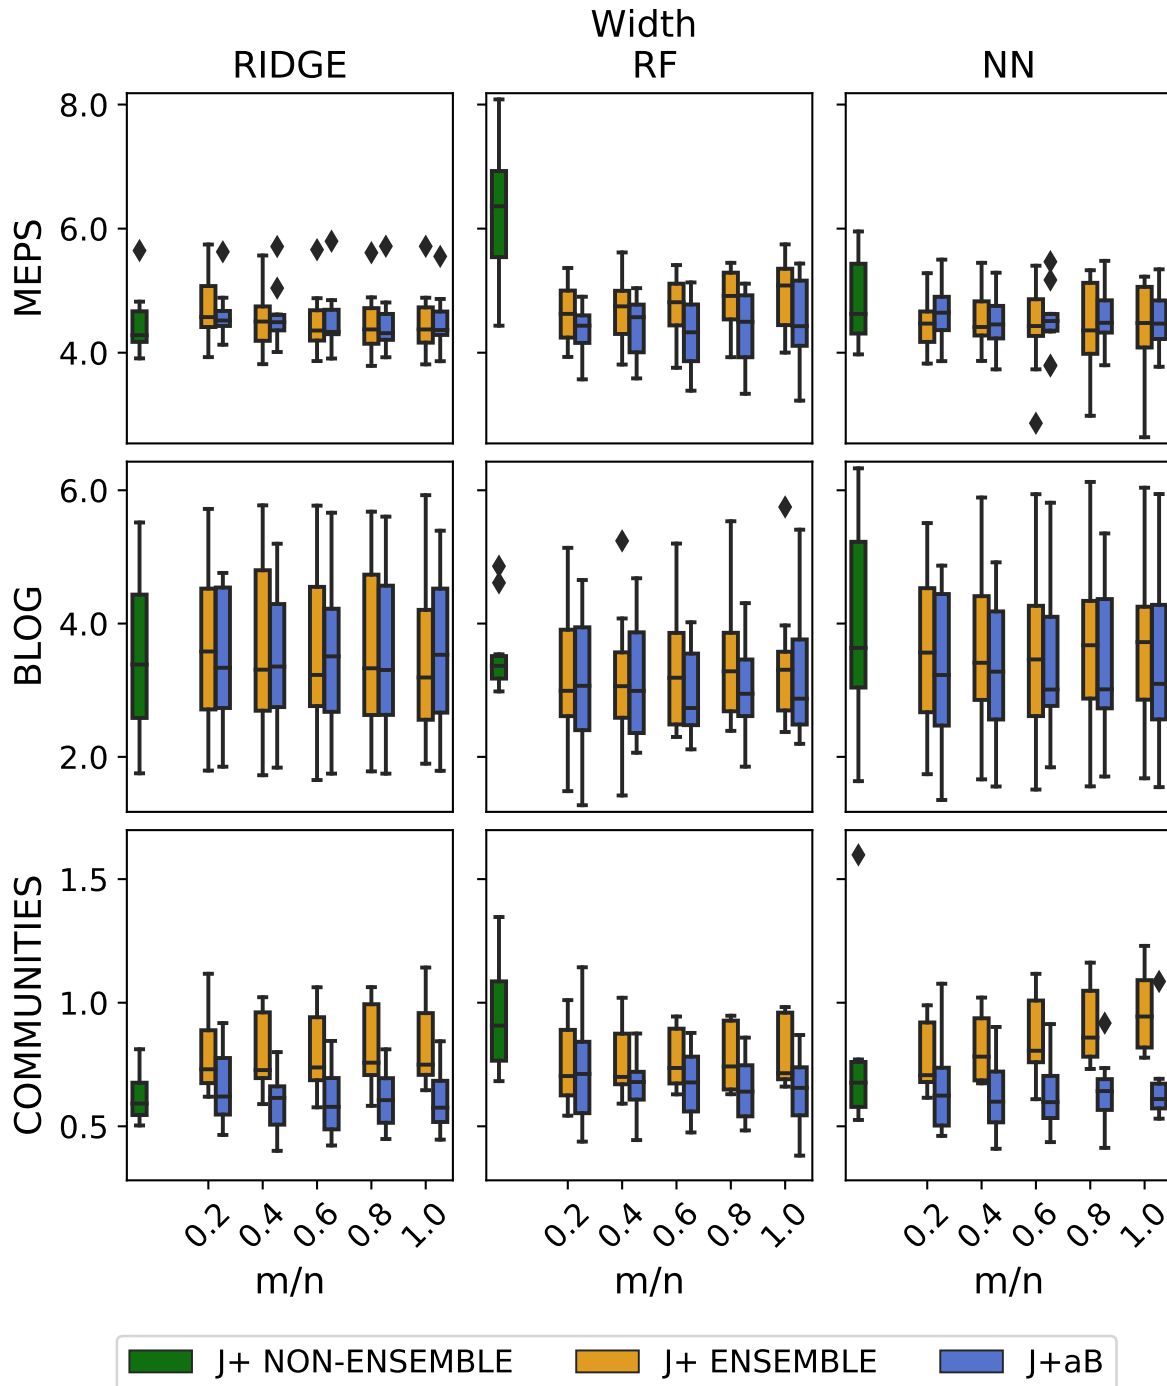 Width
RIDGE RF NN
MEPS
8.0
6.0
4.0
BLOG
6.0
4.0
2.0
COMMUNITIES
1.5
1.0
0.5
0.2 0.4 0.6 0.8 1.0 0.2 0.4 0.6 0.8 1.0 0.2 0.4 0.6 0.8 1.0
m/n m/n m/n
J+ NON-ENSEMBLE J+ ENSEMBLE J+aB